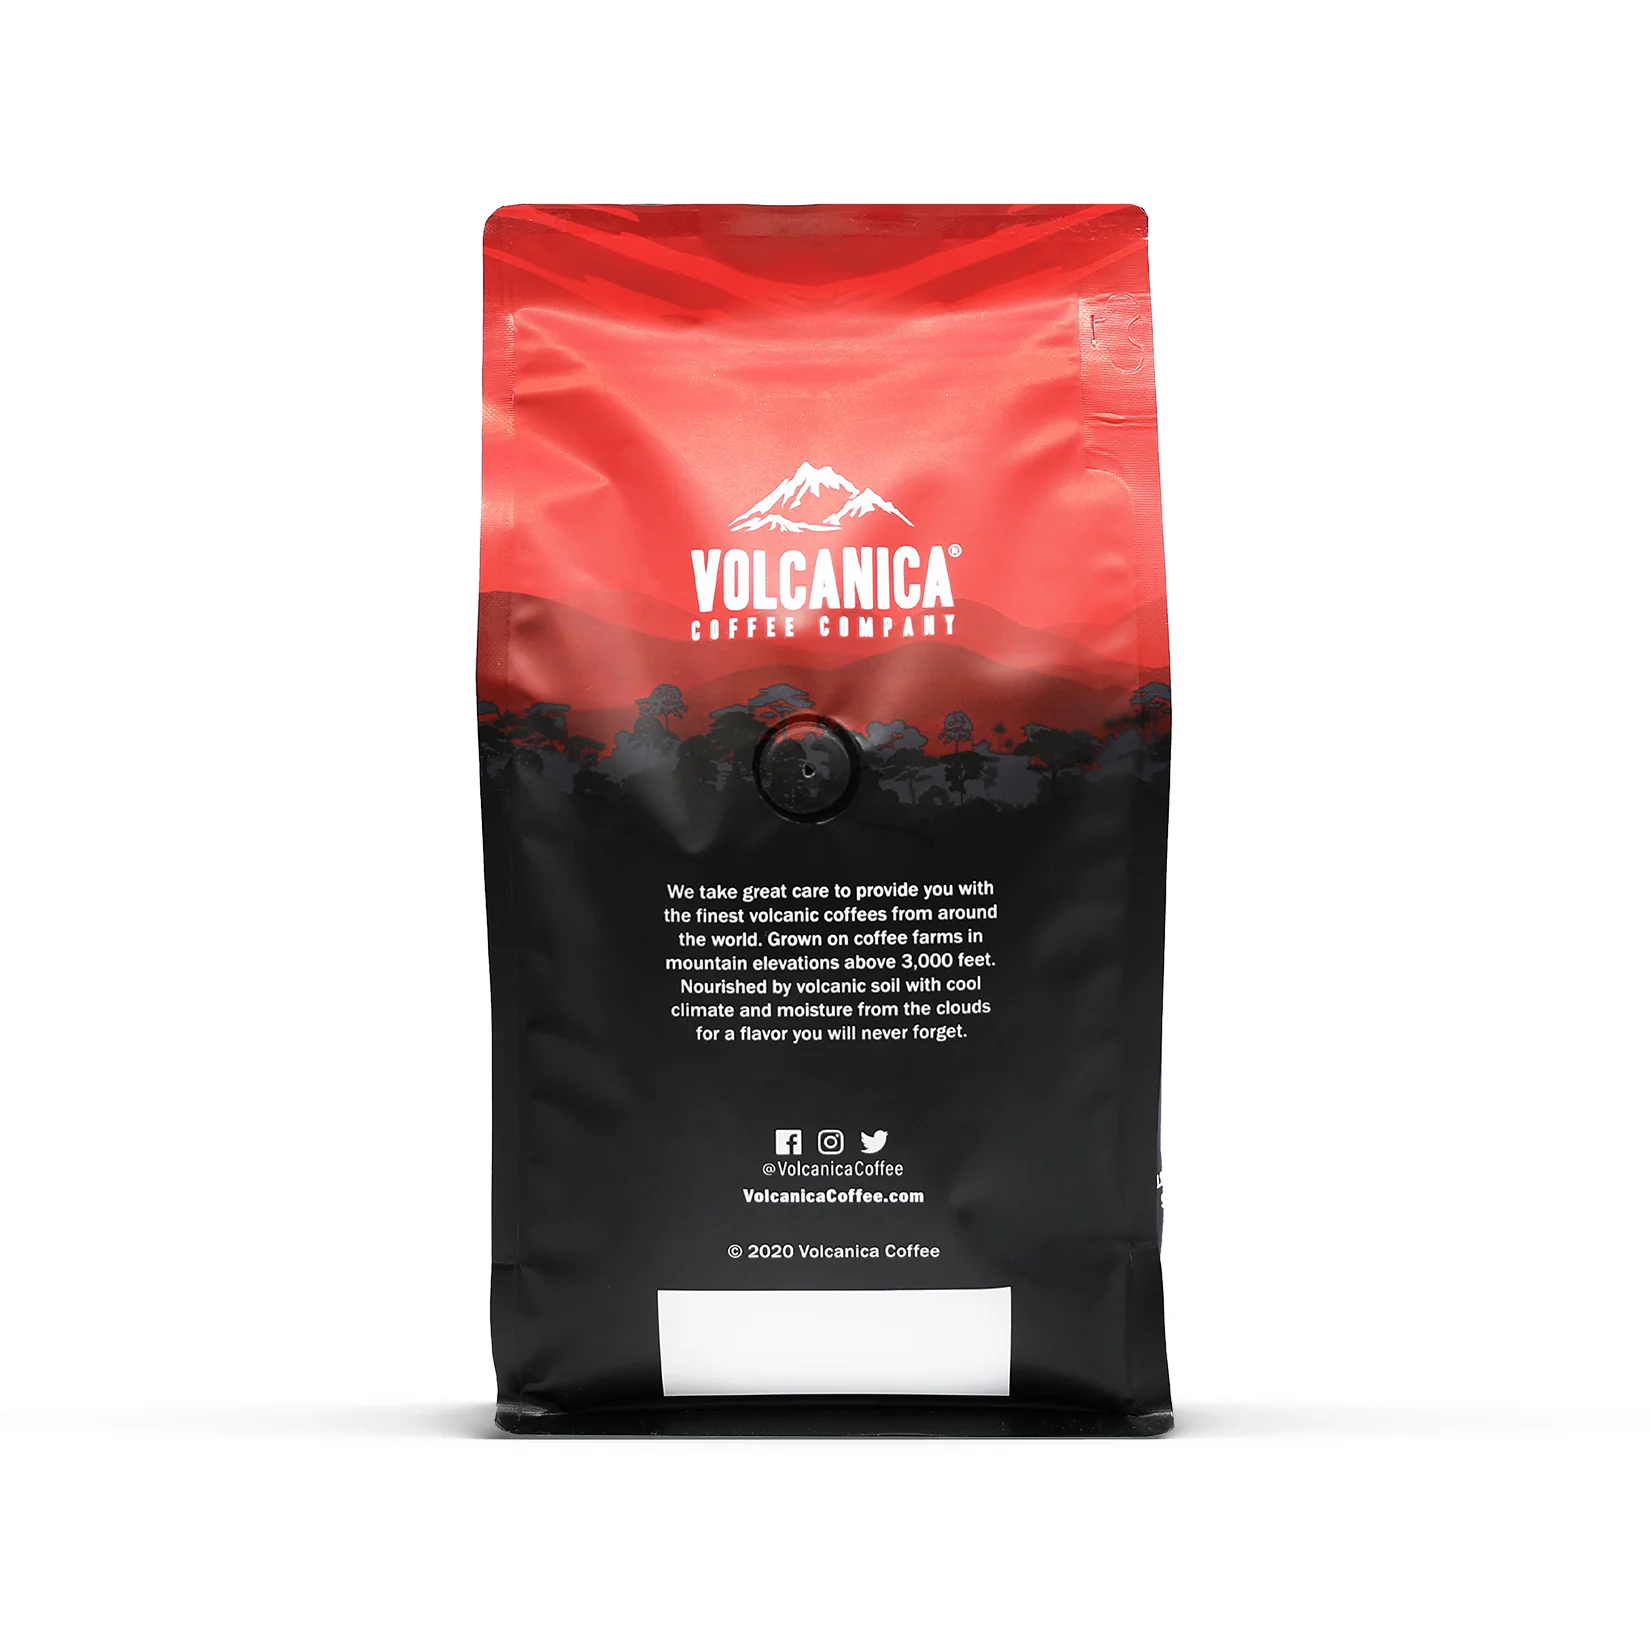 VOLCANICA®
COFFEE COMPANY
We take great care to provide you with
the finest volcanic coffees from around
the world. Grown on coffee farms in
mountain elevations above 3,000 feet.
Nourished by volcanic soil with cool
climate and moisture from the clouds
for a flavor you will never forget.
@VolcanicaCoffee
VolcanicaCoffee.com
© 2020 Volcanica Coffee